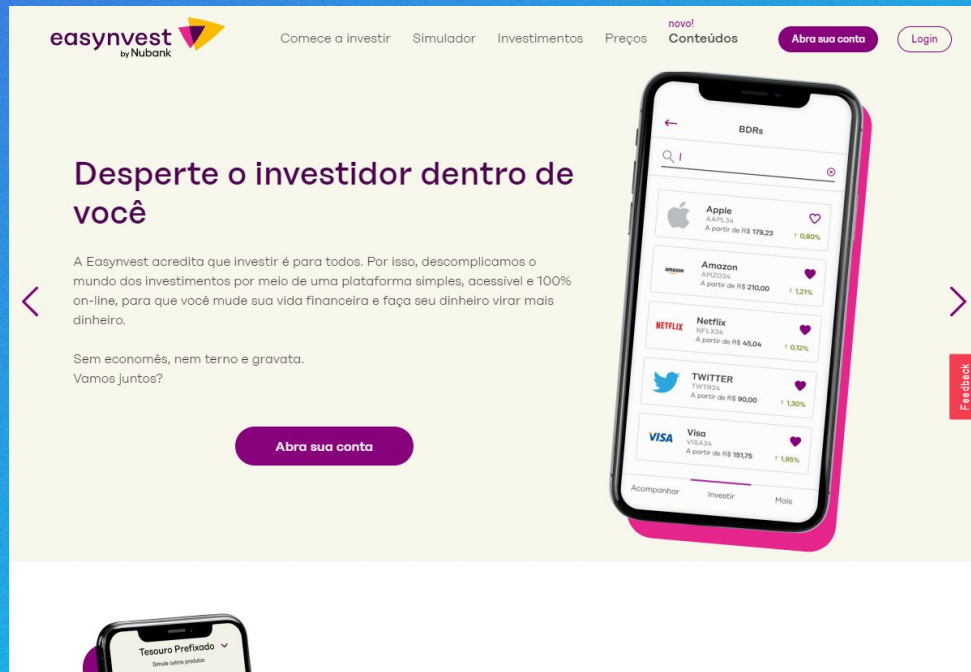 easynvest
by Nubank
Comece a investir
Simulador
Investimentos
Preços
novo!
Conteúdos
Abra sua conta
Login
Desperte o investidor dentro de
você
A Easynvest acredita que investir é para todos. Por isso, descomplicamos o
mundo dos investimentos por meio de uma plataforma simples, acessível e 100%
on-line, para que você mude sua vida financeira e faça seu dinheiro virar mais
dinheiro.
Sem economês, nem terno e gravata.
Vamos juntos?
Abra sua conta
BDRs
Apple
AAPL34
A partir de R$ 179,23
↑ 0,80%
amazon
Amazon
AMZO34
A partir de R$ 210,00
↑ 1,21%
NETFLIX
Netflix
NFLX34
A partir de R$ 45,04
↑ 0,12%
TWITTER
TWTR34
A partir de R$ 90,00
↑ 1,30%
VISA
Visa
VISA34
A partir de R$ 151,75
↑ 1,95%
Acompanhar
Investir
Mais
Feedback
Tesouro Prefixado
Simule outros produtos